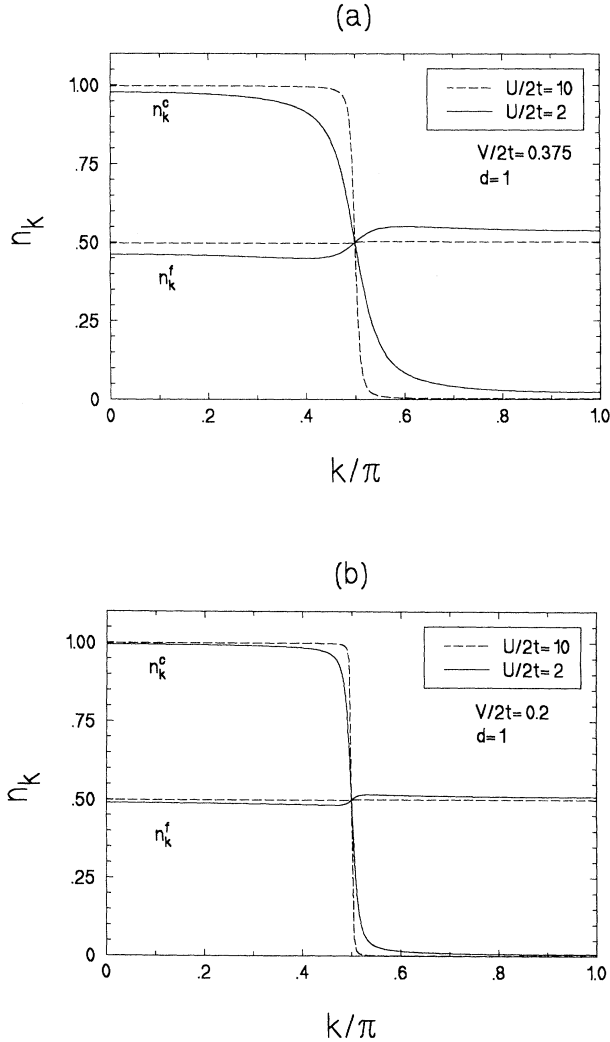 (a)
1.00
.75
.50
.25
0
n_k
n_k^c
n_k^f
U/2t=10
U/2t=2
V/2t=0.375
d=1
0 .2 .4 .6 .8 1.0
k/π
(b)
1.00
.75
.50
.25
0
n_k
n_k^c
n_k^f
U/2t=10
U/2t=2
V/2t=0.2
d=1
0 .2 .4 .6 .8 1.0
k/π